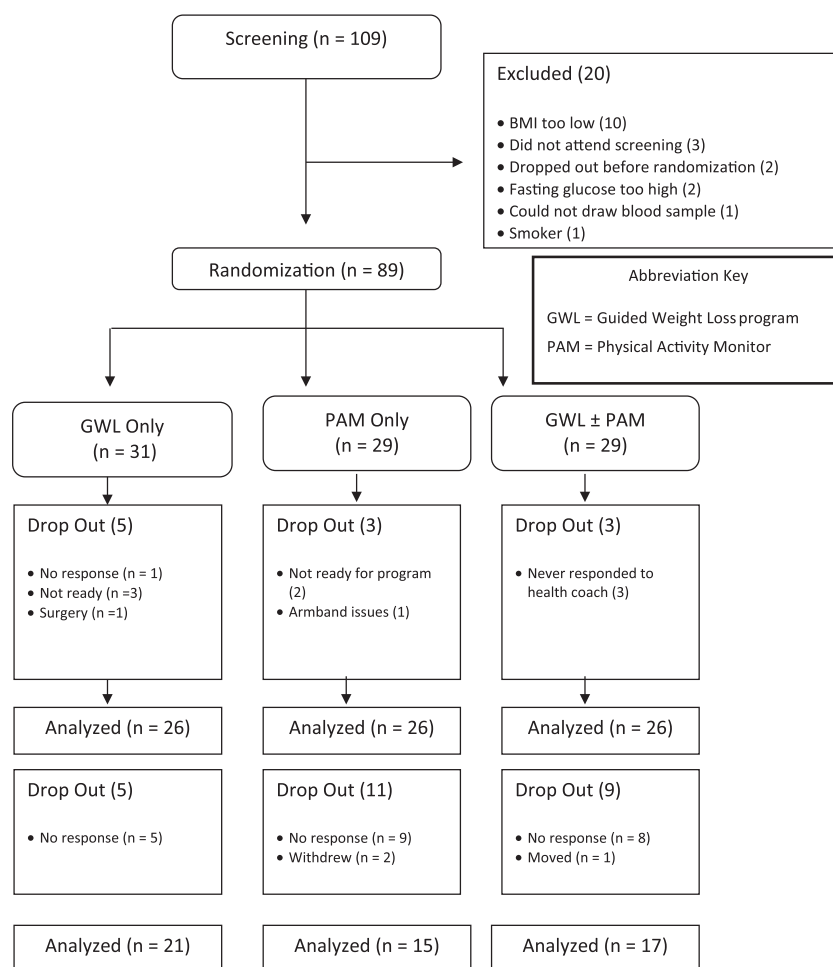 Screening (n = 109)
Excluded (20)
• BMI too low (10)
• Did not attend screening (3)
• Dropped out before randomization (2)
• Fasting glucose too high (2)
• Could not draw blood sample (1)
• Smoker (1)
Randomization (n = 89)
Abbreviation Key
GWL = Guided Weight Loss program
PAM = Physical Activity Monitor
GWL Only
(n = 31)
PAM Only
(n = 29)
GWL ± PAM
(n = 29)
Drop Out (5)
• No response (n = 1)
• Not ready (n =3)
• Surgery (n =1)
Drop Out (3)
• Not ready for program
(2)
• Armband issues (1)
Drop Out (3)
• Never responded to
health coach (3)
Analyzed (n = 26)
Analyzed (n = 26)
Analyzed (n = 26)
Drop Out (5)
• No response (n = 5)
Drop Out (11)
• No response (n = 9)
• Withdrew (n = 2)
Drop Out (9)
• No response (n = 8)
• Moved (n = 1)
Analyzed (n = 21)
Analyzed (n = 15)
Analyzed (n = 17)